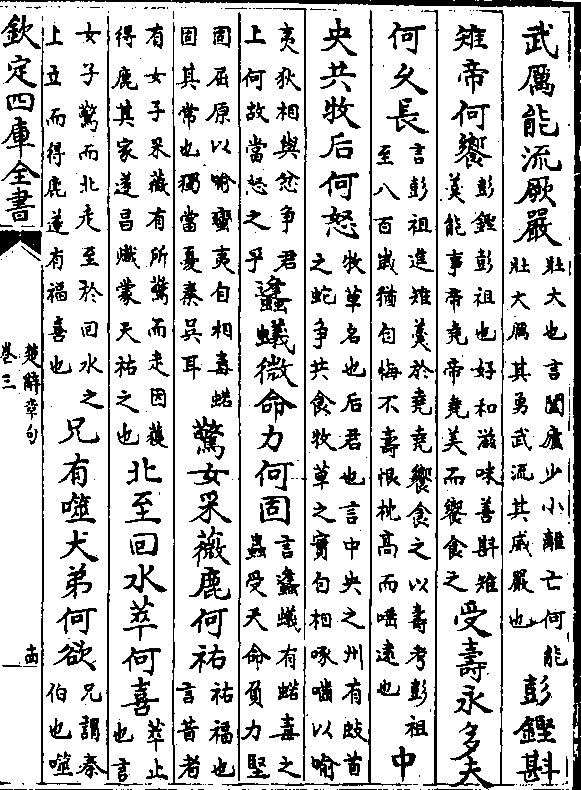 武厲能流厥嚴壯大也言闔廬少小離亡何能壯大厲其勇武流其威嚴也彭鏗斟
雉帝何饗彭鏗彭祖也好和滋味善斟雉羮能事帝堯帝堯美而饗食之受壽永多夫
何久長言彭祖進雉羮於堯堯饗食之以壽考彭祖至八百歲猶自悔不壽恨枕高而唾遠也中
央共牧后何怒牧草名也后君也言中央之州有歧首之蛇爭共食牧草之實自相啄嚙以喻
夷狄相與忿爭君上何故當怒之乎蠭蟻微命力何固言蠭蟻有蛒毒之蟲受天命負力堅
固屈原以喻蠻夷自相毒蛒固其常也獨當憂秦吳耳驚女采薇鹿何祐祐福也言昔者
有女子采薇有所驚而走因獲得鹿其家遂昌熾蒙天祐之也北至回水萃何喜萃止也言
女子驚而北走至於回水之上止而得鹿遂有福喜也兄有噬犬弟何欲兄謂秦伯也噬
欽定四庫全書
楚辭章句
卷三
十四